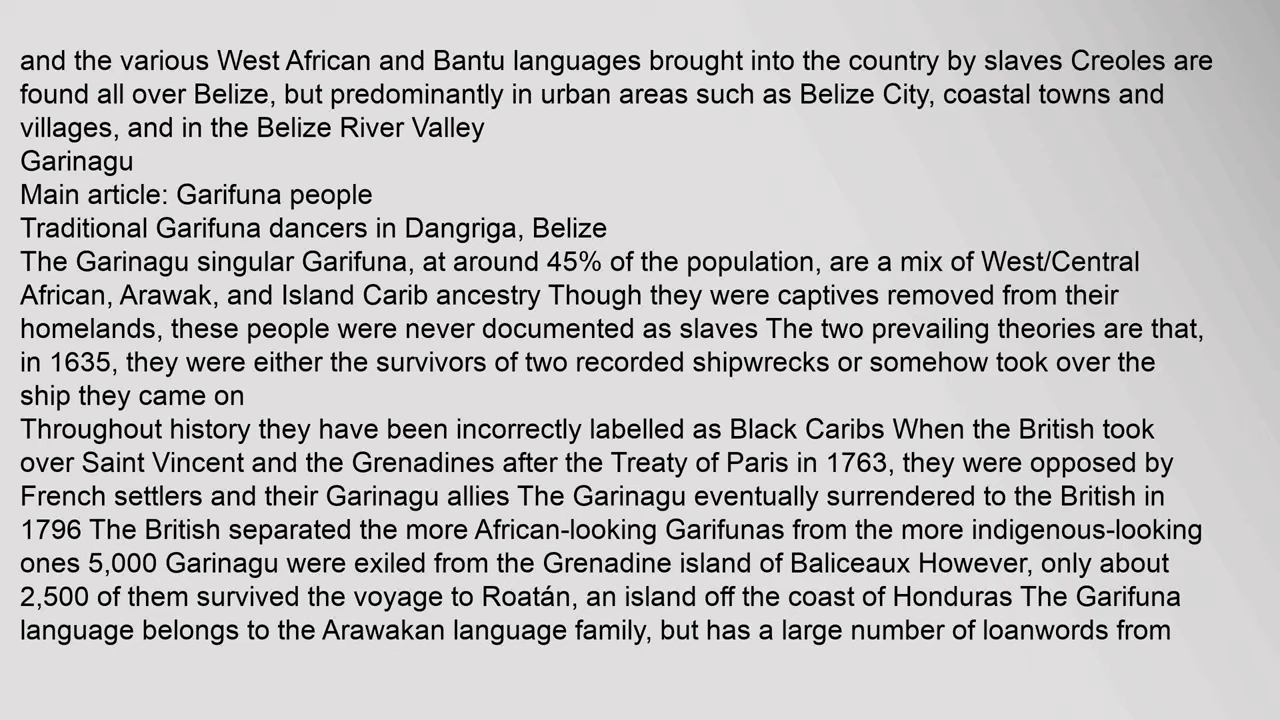 and the various West African and Bantu languages brought into the country by slaves Creoles are
found all over Belize, but predominantly in urban areas such as Belize City, coastal towns and
villages, and in the Belize River Valley
Garinagu
Main article: Garifuna people
Traditional Garifuna dancers in Dangriga, Belize
The Garinagu singular Garifuna, at around 45% of the population, are a mix of West/Central
African, Arawak, and Island Carib ancestry Though they were captives removed from their
homelands, these people were never documented as slaves The two prevailing theories are that,
in 1635, they were either the survivors of two recorded shipwrecks or somehow took over the
ship they came on
Throughout history they have been incorrectly labelled as Black Caribs When the British took
over Saint Vincent and the Grenadines after the Treaty of Paris in 1763, they were opposed by
French settlers and their Garinagu allies The Garinagu eventually surrendered to the British in
1796 The British separated the more African-looking Garifunas from the more indigenous-looking
ones 5,000 Garinagu were exiled from the Grenadine island of Baliceaux However, only about
2,500 of them survived the voyage to Roatán, an island off the coast of Honduras The Garifuna
language belongs to the Arawakan language family, but has a large number of loanwords from